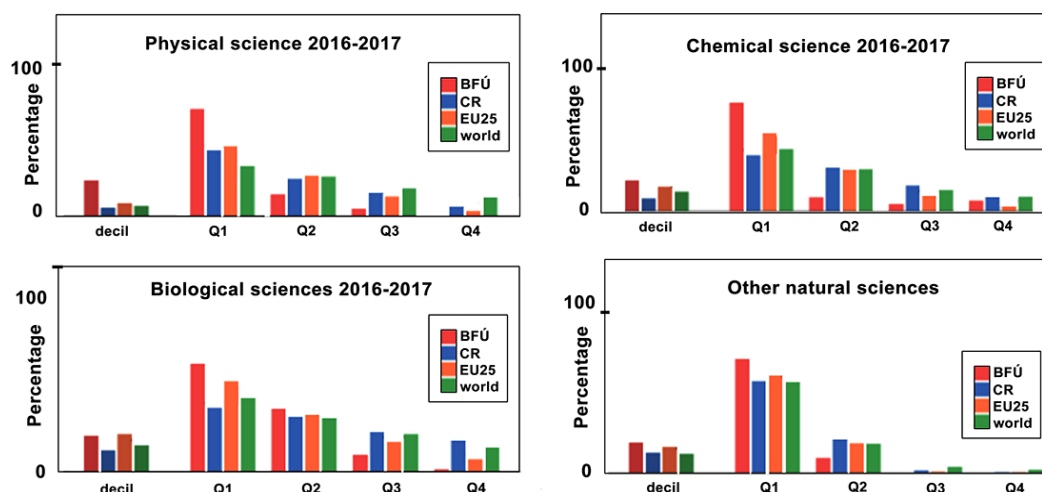 Physical science 2016-2017
100
Percentage
0
BFÚ
CR
EU25
world
decil Q1 Q2 Q3 Q4
Chemical science 2016-2017
100
Percentage
0
BFÚ
CR
EU25
world
decil Q1 Q2 Q3 Q4
Biological sciences 2016-2017
100
Percentage
0
BFÚ
CR
EU25
world
decil Q1 Q2 Q3 Q4
Other natural sciences
100
Percentage
0
BFÚ
CR
EU25
world
decil Q1 Q2 Q3 Q4